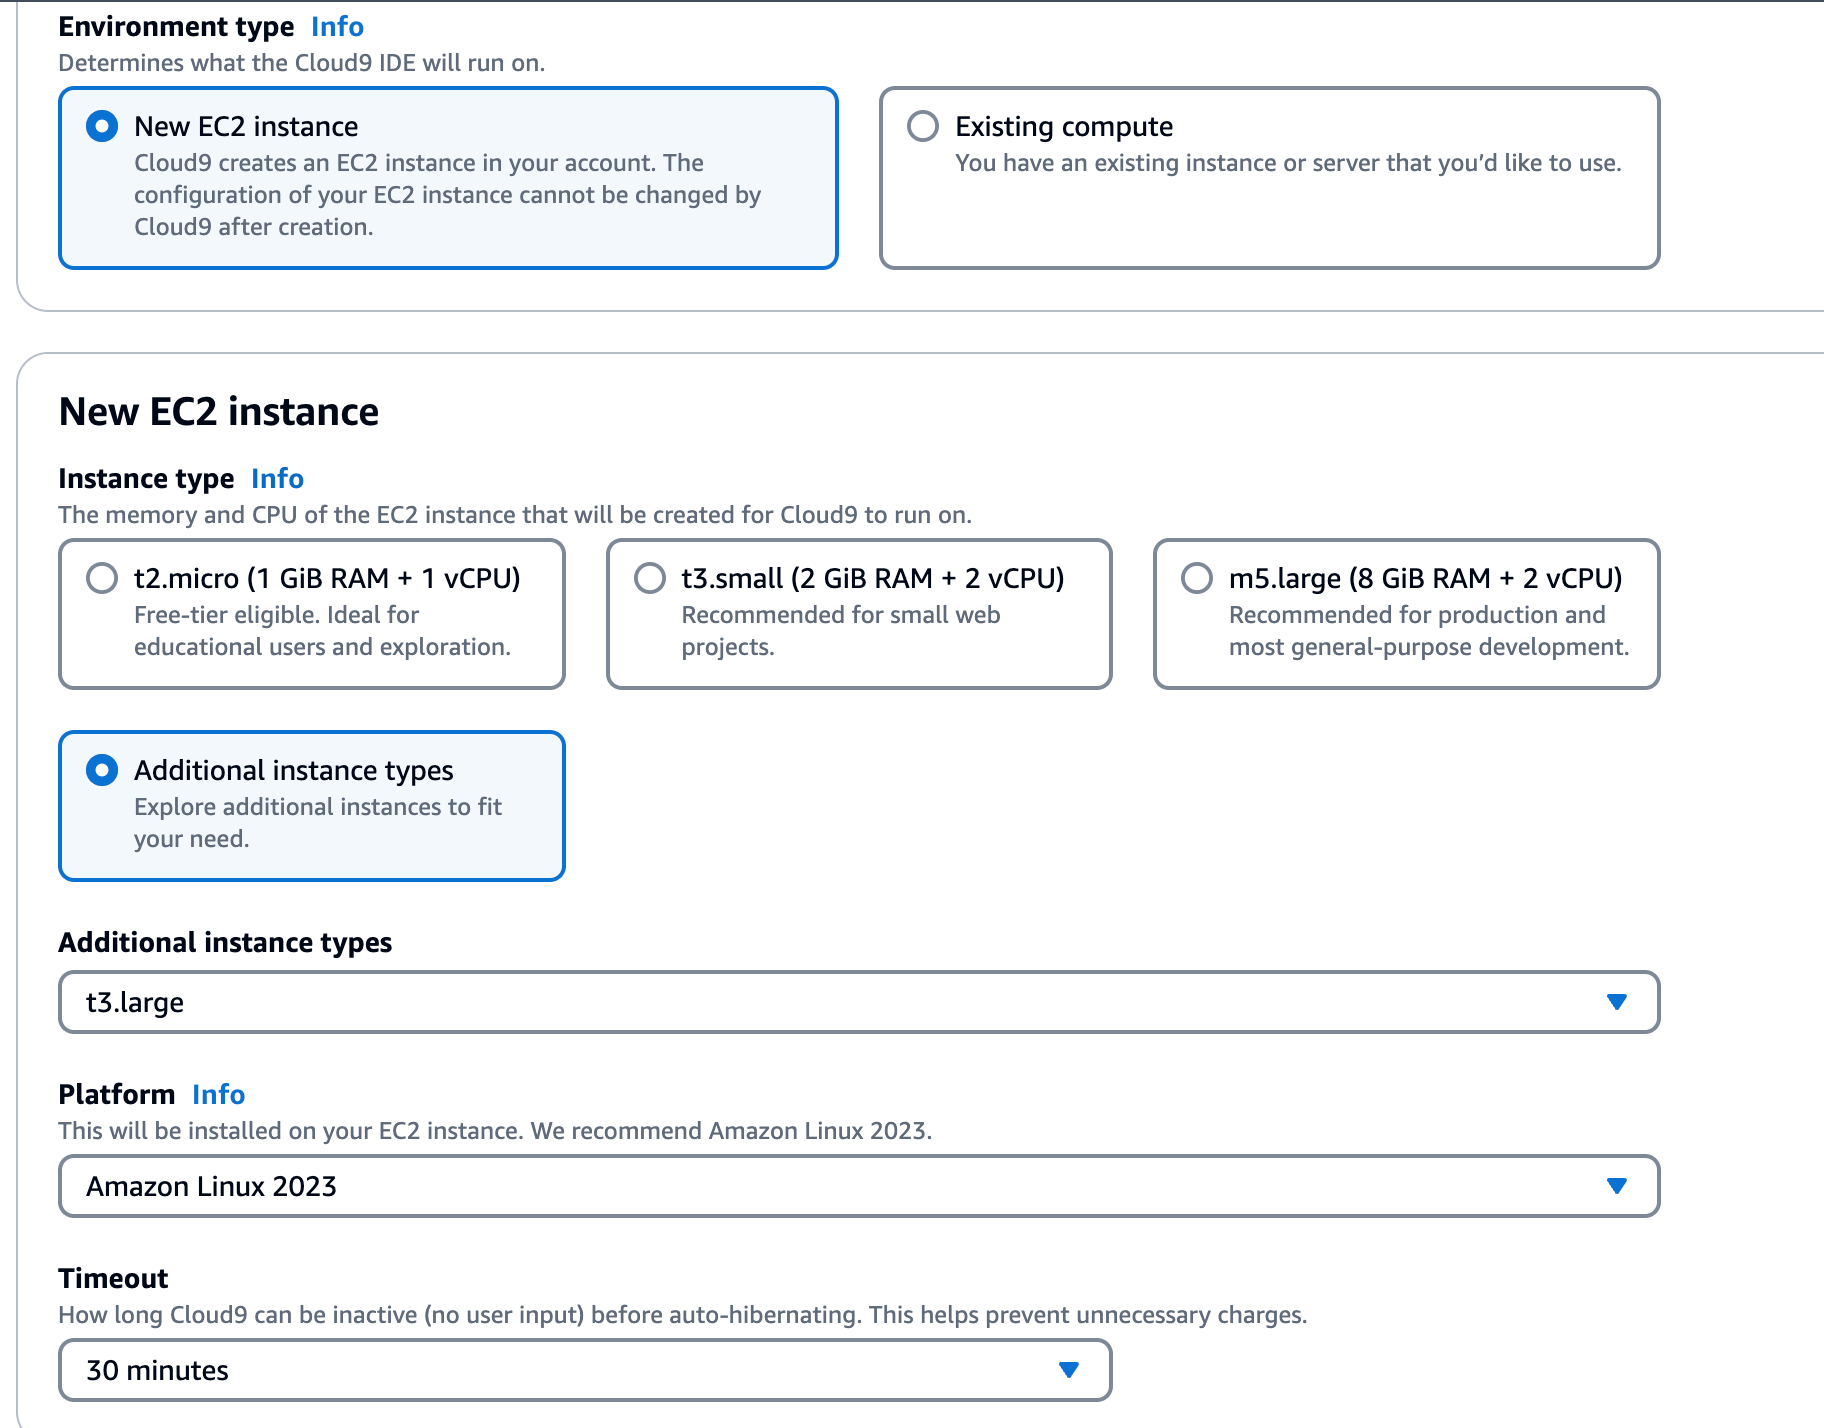 Environment type Info
Determines what the Cloud9 IDE will run on.
New EC2 instance
Cloud9 creates an EC2 instance in your account. The
configuration of your EC2 instance cannot be changed by
Cloud9 after creation.
Existing compute
You have an existing instance or server that you’d like to use.
New EC2 instance
Instance type Info
The memory and CPU of the EC2 instance that will be created for Cloud9 to run on.
t2.micro (1 GiB RAM + 1 vCPU)
Free-tier eligible. Ideal for
educational users and exploration.
t3.small (2 GiB RAM + 2 vCPU)
Recommended for small web
projects.
m5.large (8 GiB RAM + 2 vCPU)
Recommended for production and
most general-purpose development.
Additional instance types
Explore additional instances to fit
your need.
Additional instance types
t3.large
Platform Info
This will be installed on your EC2 instance. We recommend Amazon Linux 2023.
Amazon Linux 2023
Timeout
How long Cloud9 can be inactive (no user input) before auto-hibernating. This helps prevent unnecessary charges.
30 minutes